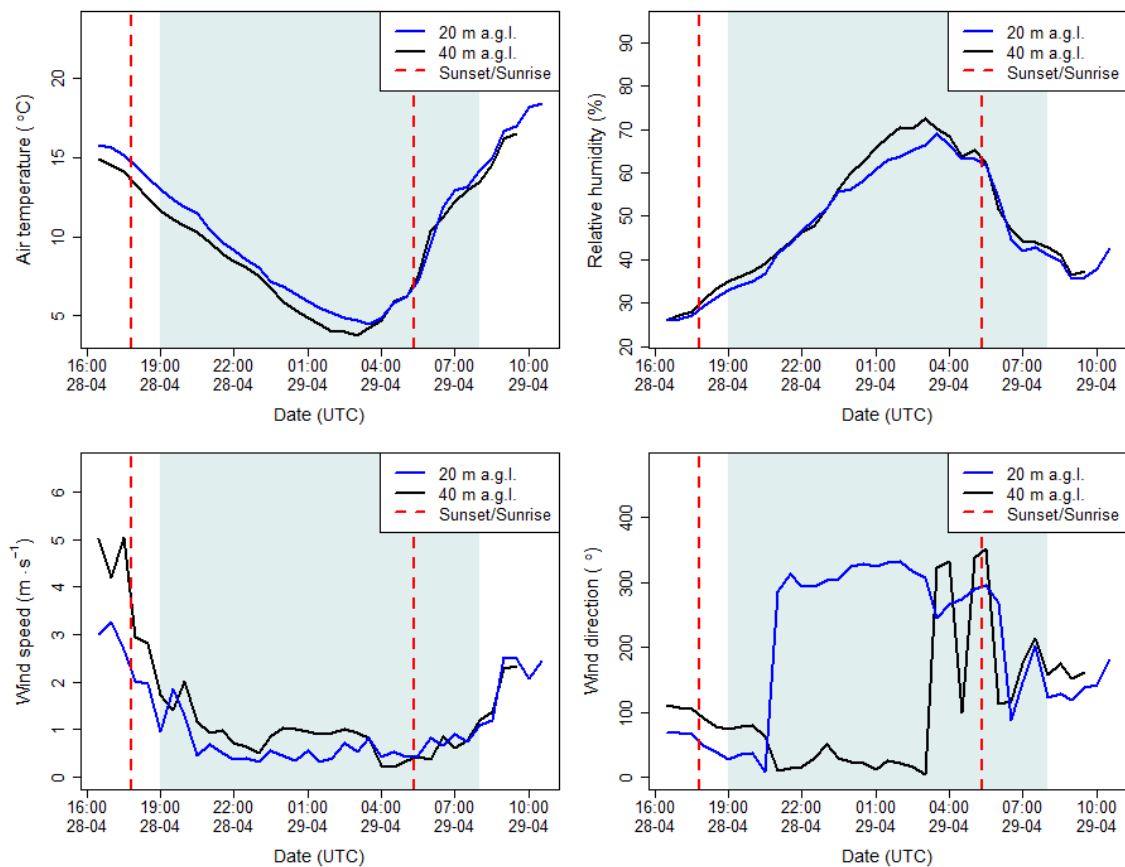 20 m a.g.l.
40 m a.g.l.
Sunset/Sunrise
Air temperature ( °C)
20
15
10
5
16:00 19:00 22:00 01:00 04:00 07:00 10:00
28-04 28-04 28-04 29-04 29-04 29-04 29-04
Date (UTC)
20 m a.g.l.
40 m a.g.l.
Sunset/Sunrise
Relative humidity (%)
90
80
70
60
50
40
30
20
16:00 19:00 22:00 01:00 04:00 07:00 10:00
28-04 28-04 28-04 29-04 29-04 29-04 29-04
Date (UTC)
20 m a.g.l.
40 m a.g.l.
Sunset/Sunrise
Wind speed (m · s⁻¹)
6
5
4
3
2
1
0
16:00 19:00 22:00 01:00 04:00 07:00 10:00
28-04 28-04 28-04 29-04 29-04 29-04 29-04
Date (UTC)
20 m a.g.l.
40 m a.g.l.
Sunset/Sunrise
Wind direction ( °)
400
300
200
100
0
16:00 19:00 22:00 01:00 04:00 07:00 10:00
28-04 28-04 28-04 29-04 29-04 29-04 29-04
Date (UTC)